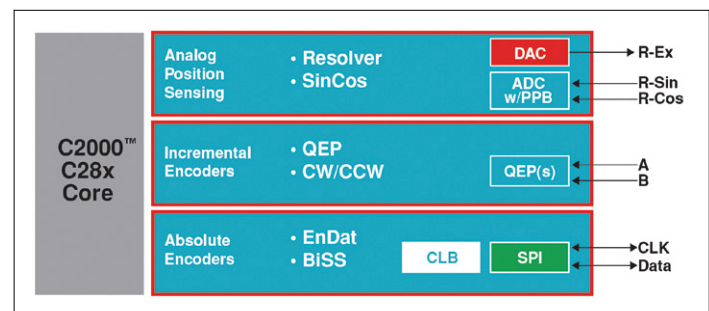 C2000™
C28x
Core
Analog
Position
Sensing
• Resolver
• SinCos
DAC
ADC
w/PPB
R-Ex
R-Sin
R-Cos
Incremental
Encoders
• QEP
• CW/CCW
QEP(s)
A
B
Absolute
Encoders
• EnDat
• BiSS
CLB
SPI
CLK
Data